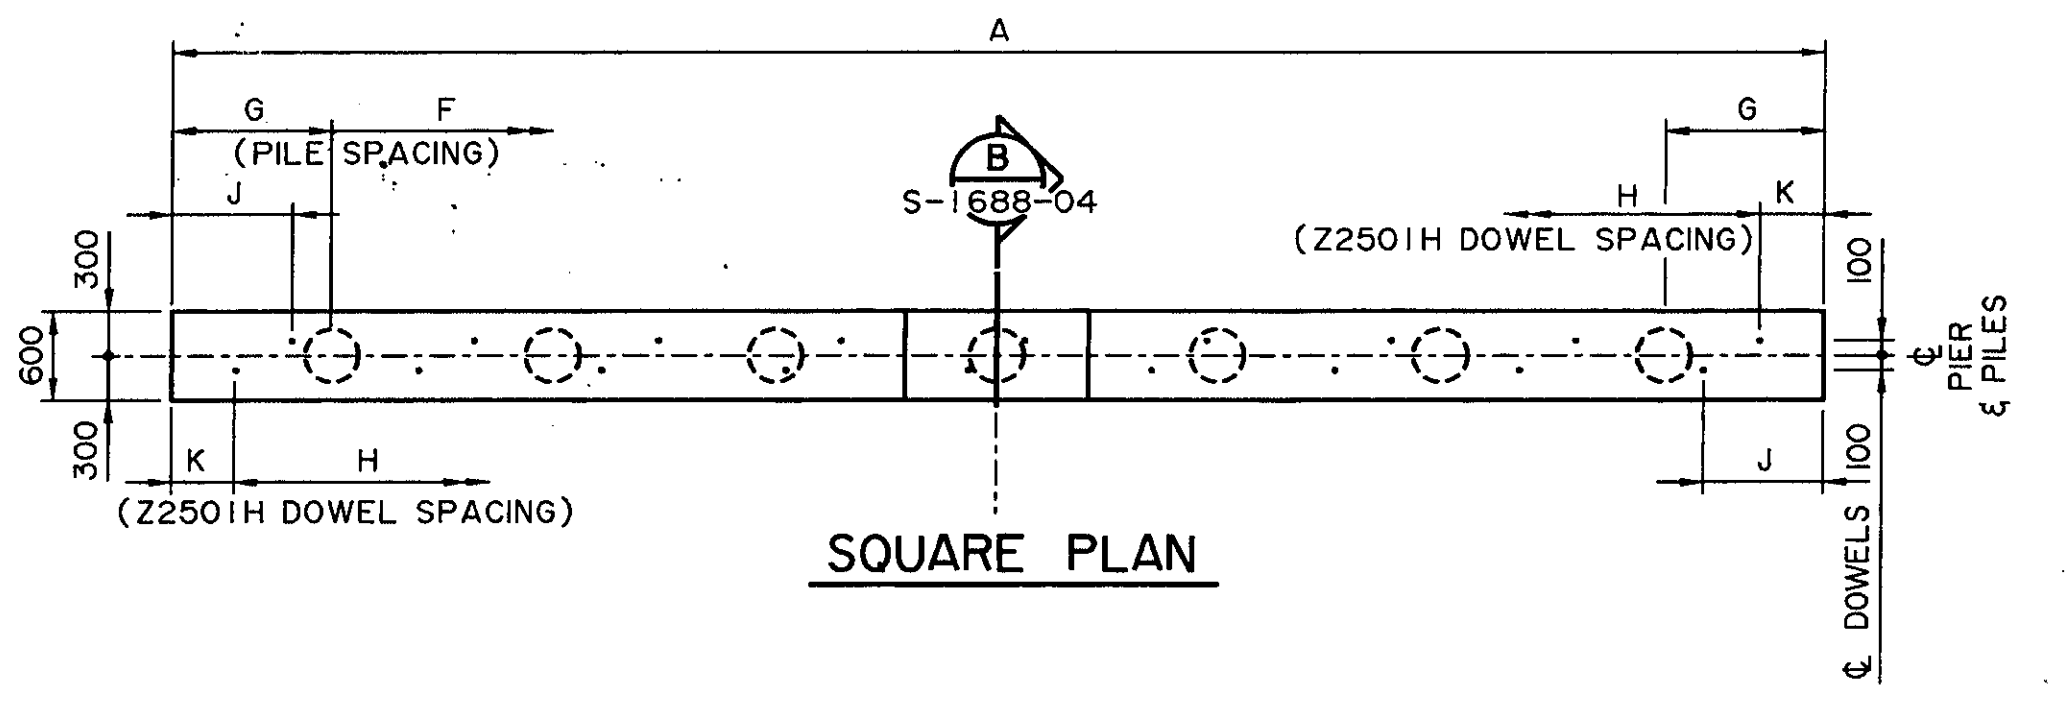 A
G F G
(PILE SPACING)
B
S-1688-04
J H K
(Z2501H DOWEL SPACING)
300
600
300
100
100
℄ PIER & PILES
K H J
(Z2501H DOWEL SPACING)
℄ DOWELS
SQUARE PLAN